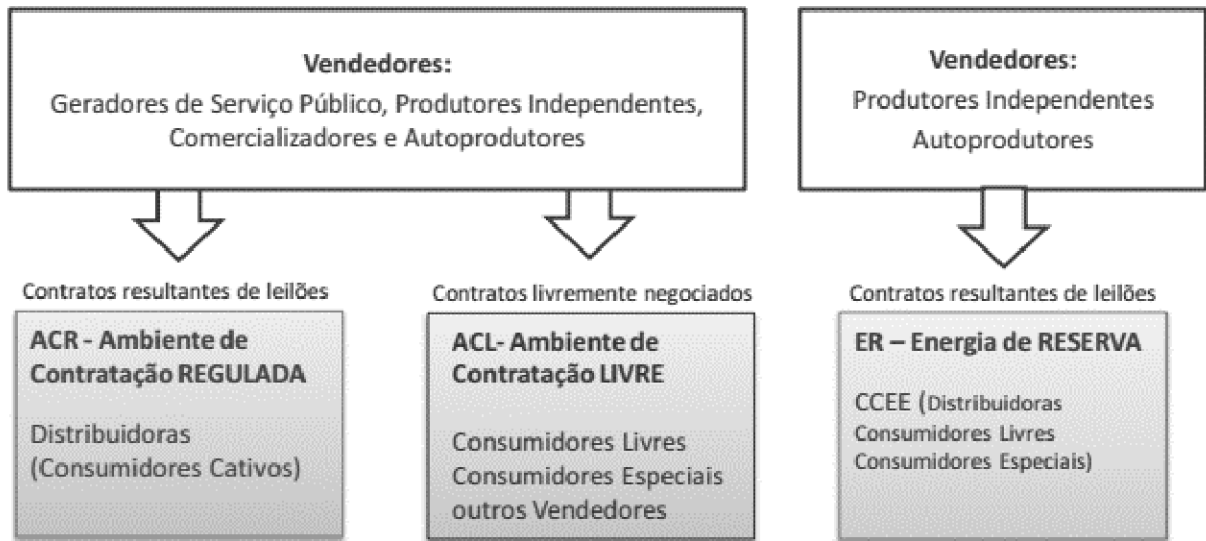 Vendedores:
Geradores de Serviço Público, Produtores Independentes,
Comercializadores e Autoprodutores
Vendedores:
Produtores Independentes
Autoprodutores
Contratos resultantes de leilões
ACR - Ambiente de
Contratação REGULADA
Distribuidoras
(Consumidores Cativos)
Contratos livremente negociados
ACL- Ambiente de
Contratação LIVRE
Consumidores Livres
Consumidores Especiais
outros Vendedores
Contratos resultantes de leilões
ER – Energia de RESERVA
CCEE (Distribuidoras
Consumidores Livres
Consumidores Especiais)